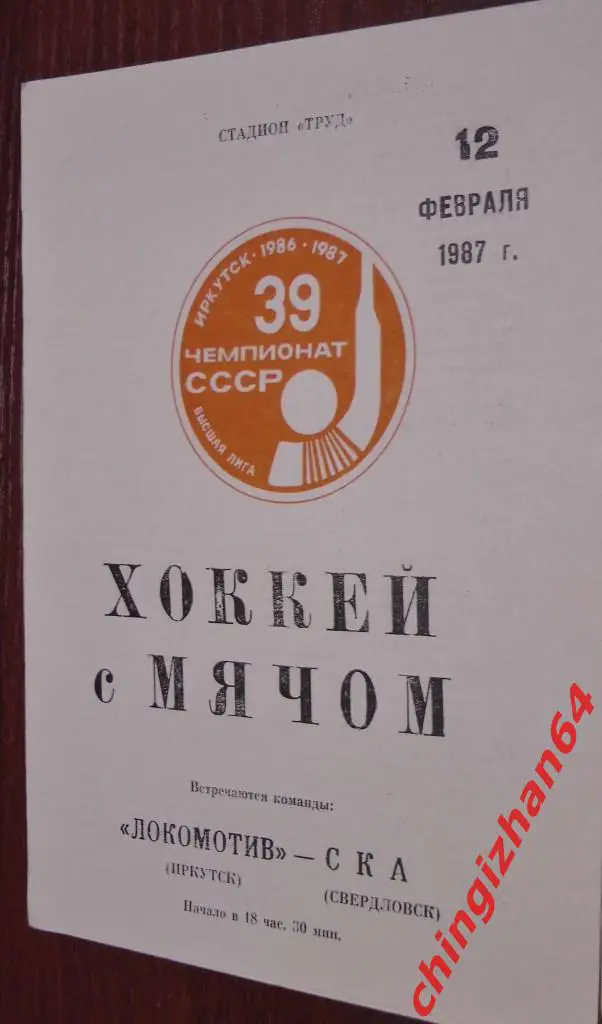 СТАДИОН «ТРУД»
12
ФЕВРАЛЯ
1987 г.
ИРКУТСК · 1986 · 1987
39
ЧЕМПИОНАТ
СССР
ВЫСШАЯ ЛИГА
ХОККЕЙ
с МЯЧОМ
Встречаются команды:
«ЛОКОМОТИВ» — СКА
(ИРКУТСК)
(СВЕРДЛОВСК)
Начало в 18 час. 30 мин.
chingizhan64